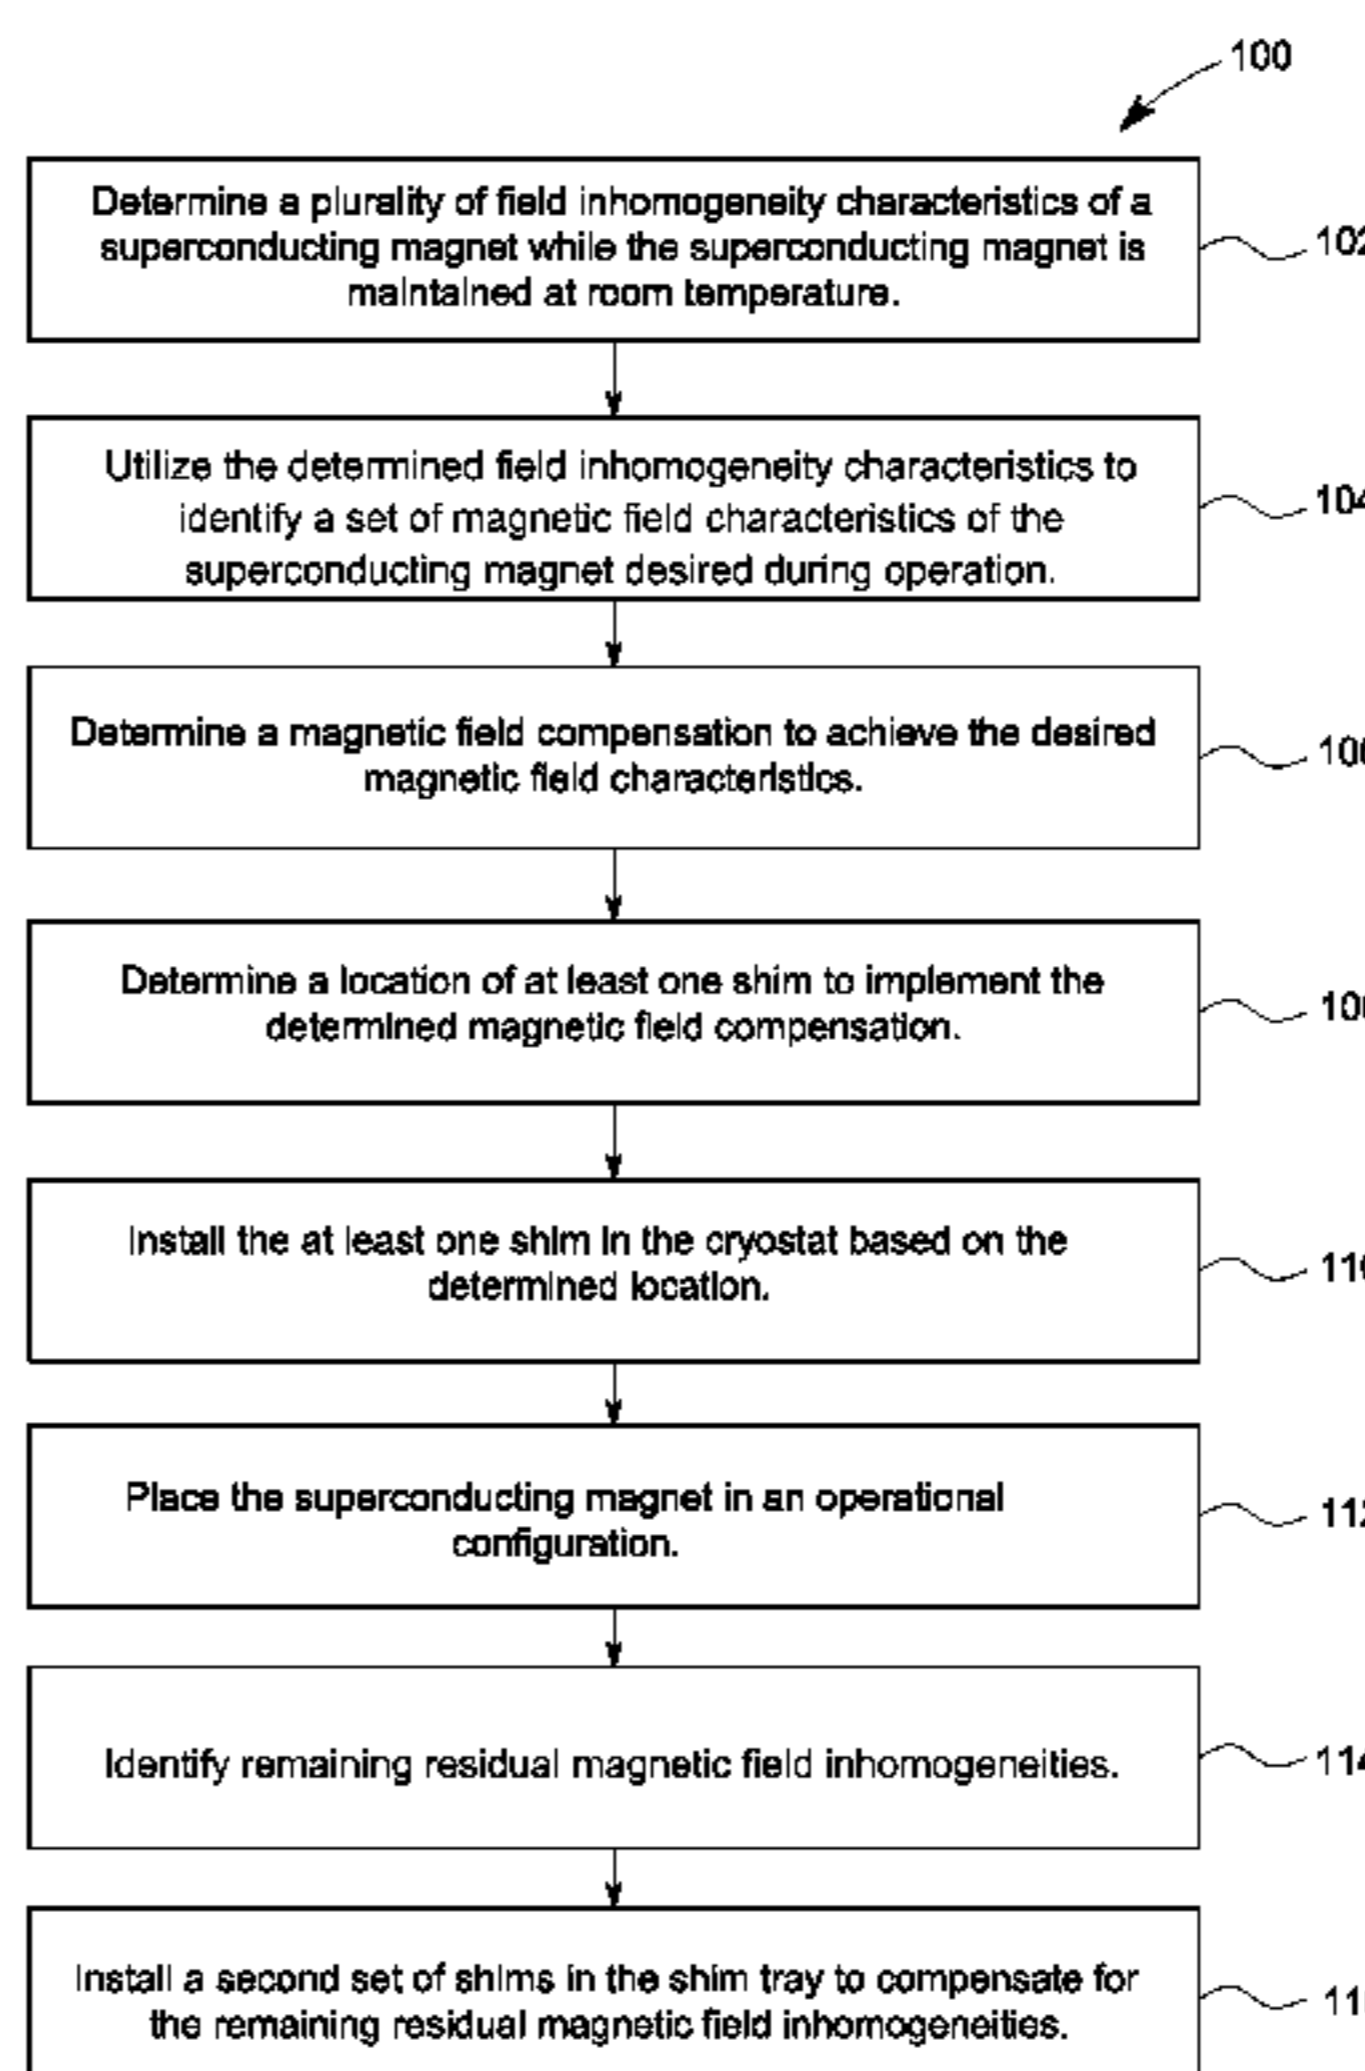 100
Determine a plurality of field inhomogeneity characteristics of a
superconducting magnet while the superconducting magnet is
maintained at room temperature.
102
Utilize the determined field inhomogeneity characteristics to
identify a set of magnetic field characteristics of the
superconducting magnet desired during operation.
104
Determine a magnetic field compensation to achieve the desired
magnetic field characteristics.
Determine a location of at least one shim to implement the
determined magnetic field compensation.
Install the at least one shim in the cryostat based on the
determined location.
110
Place the superconducting magnet in an operational
configuration.
112
Identify remaining residual magnetic field inhomogeneities.
114
Install a second set of shims in the shim tray to compensate for
the remaining residual magnetic field inhomogeneities.